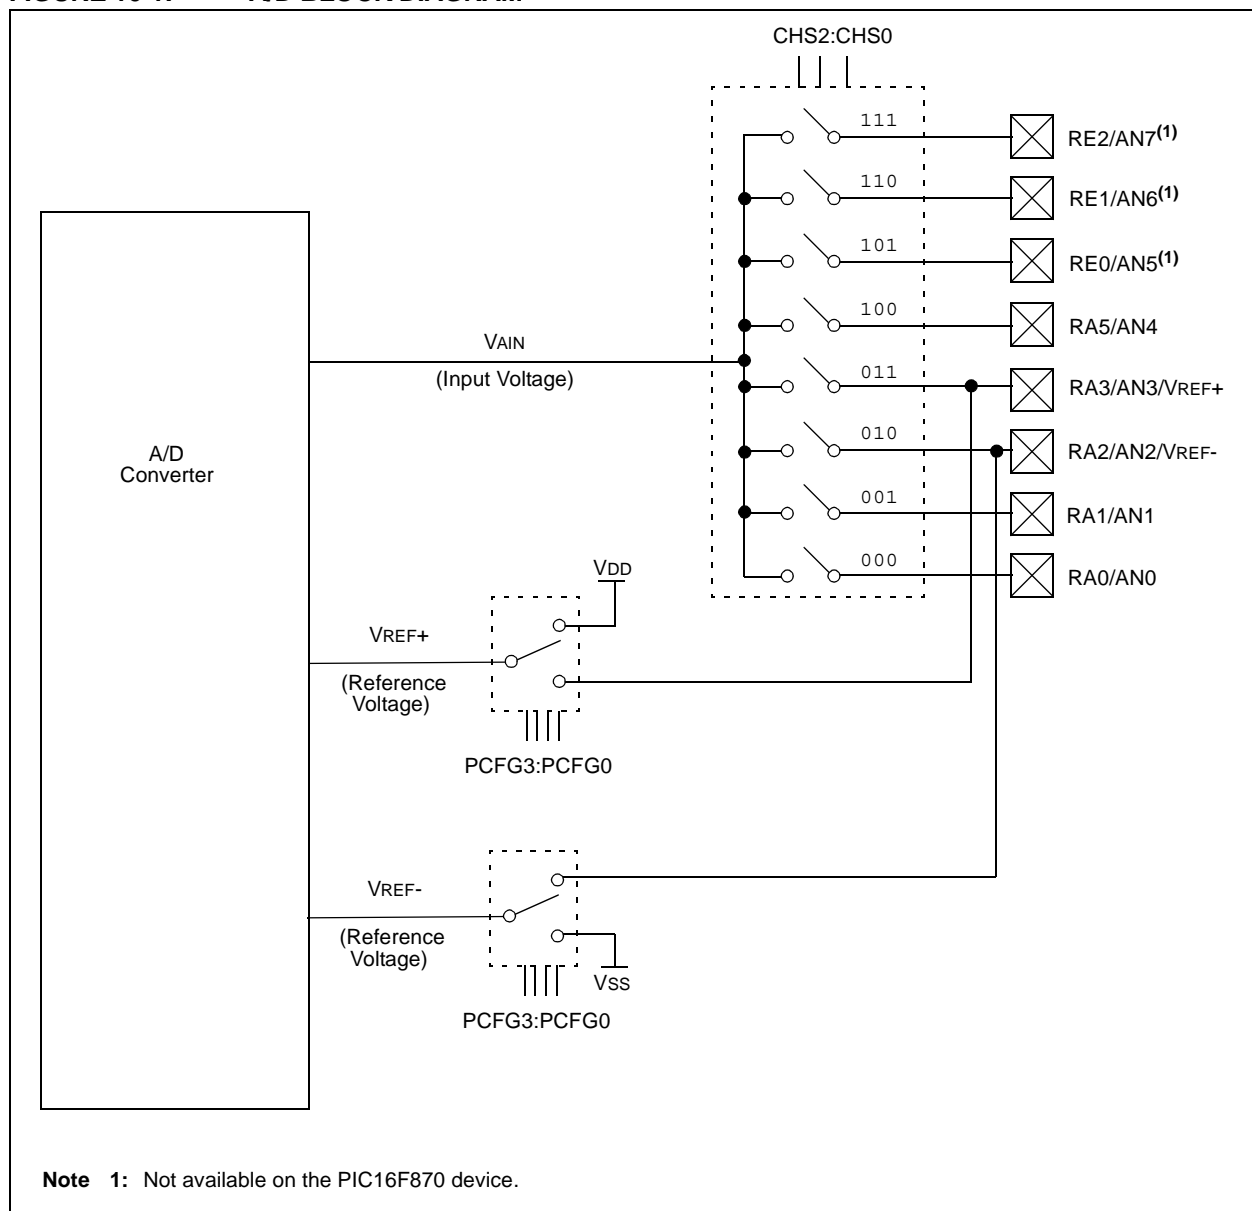 CHS2:CHS0
111
RE2/AN7(1)
110
RE1/AN6(1)
101
RE0/AN5(1)
100
RA5/AN4
VAIN
(Input Voltage)
011
RA3/AN3/VREF+
010
RA2/AN2/VREF-
A/D
Converter
001
RA1/AN1
000
RA0/AN0
VDD
VREF+
(Reference
Voltage)
PCFG3:PCFG0
VREF-
(Reference
Voltage)
VSS
PCFG3:PCFG0
Note 1: Not available on the PIC16F870 device.